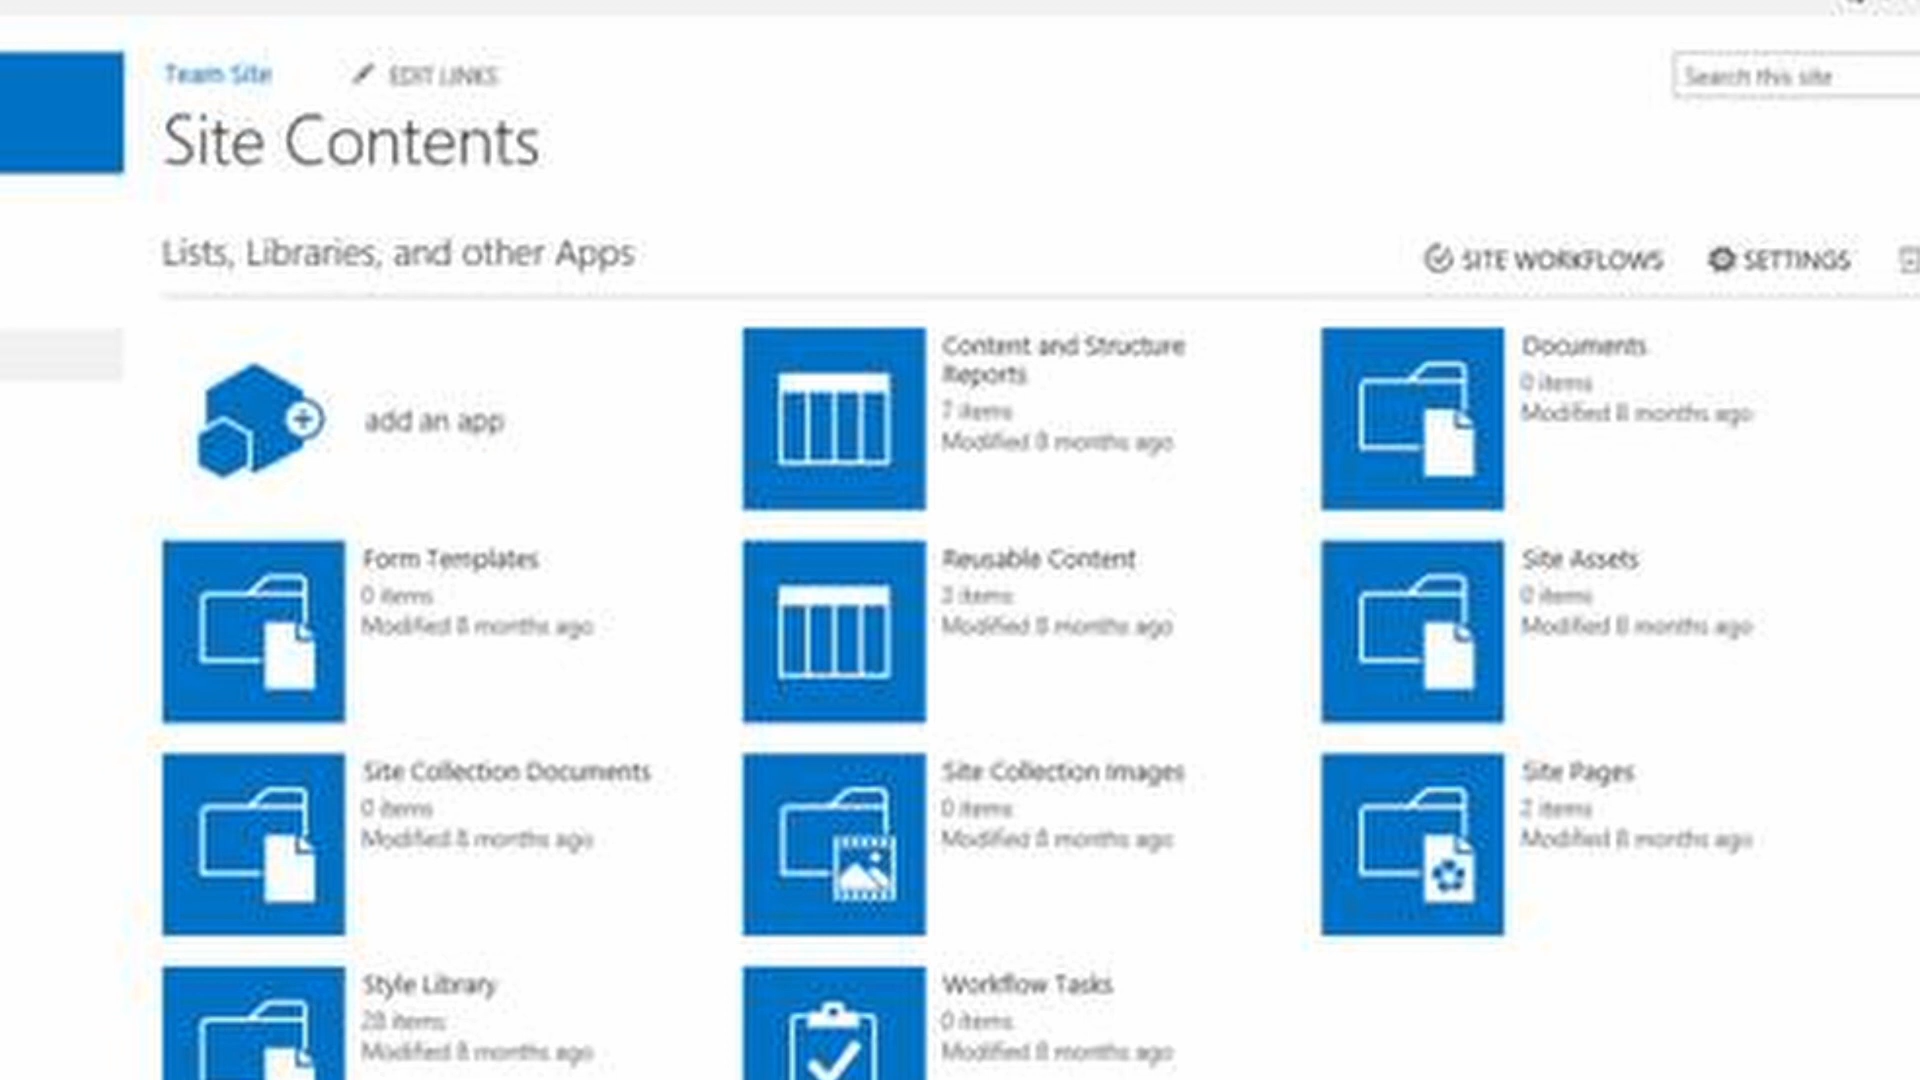 Team Site
EDIT LINKS
Search this site
Site Contents
Lists, Libraries, and other Apps
SITE WORKFLOWS
SETTINGS
add an app
Content and Structure
Reports
7 items
Modified 8 months ago
Documents
0 items
Modified 8 months ago
Form Templates
0 items
Modified 8 months ago
Reusable Content
3 items
Modified 8 months ago
Site Assets
0 items
Modified 8 months ago
Site Collection Documents
0 items
Modified 8 months ago
Site Collection Images
0 items
Modified 8 months ago
Site Pages
2 items
Modified 8 months ago
Style Library
28 items
Modified 8 months ago
Workflow Tasks
0 items
Modified 8 months ago